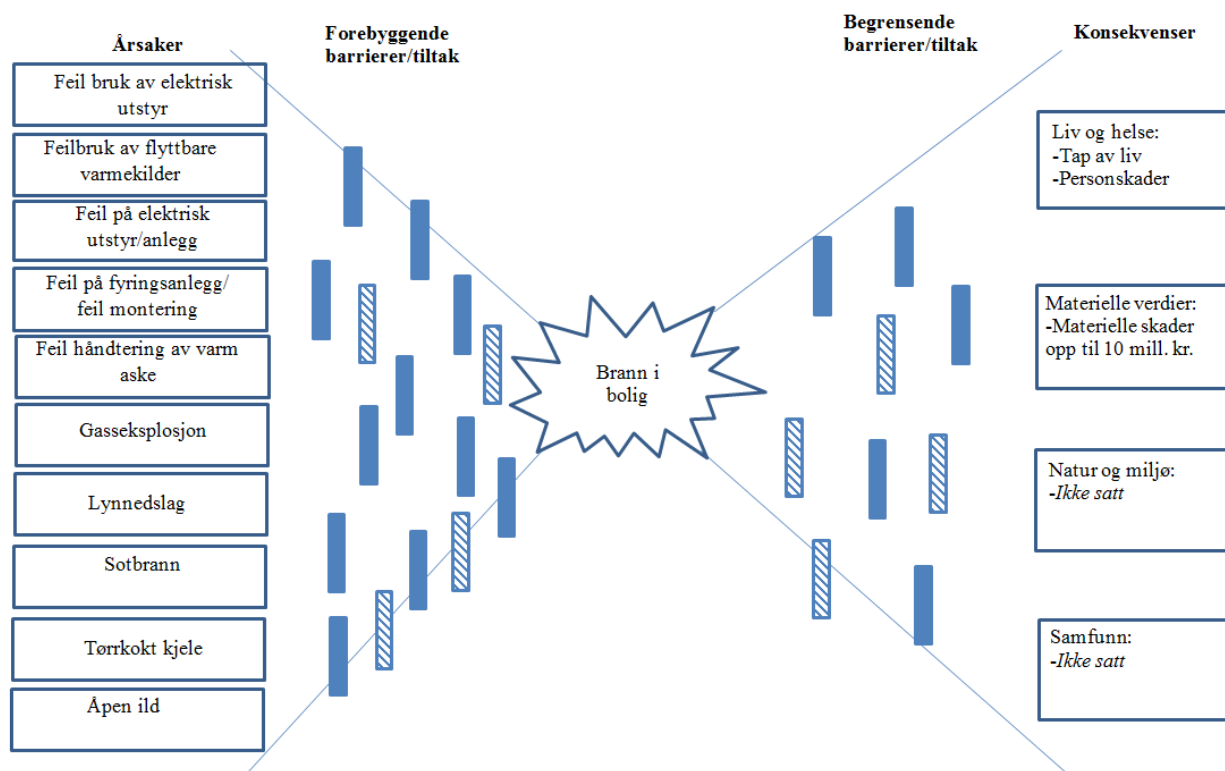 Årsaker
Forebyggende
barrierer/tiltak
Begrensende
barrierer/tiltak
Konsekvenser
Feil bruk av elektrisk
utstyr
Feilbruk av flyttbare
varmekilder
Feil på elektrisk
utstyr/anlegg
Feil på fyringsanlegg/
feil montering
Feil håndtering av varm
aske
Gasseksplosjon
Lynnedslag
Sotbrann
Tørrkokt kjele
Åpen ild
Brann i
bolig
Liv og helse:
-Tap av liv
-Personskader
Materielle verdier:
-Materielle skader
opp til 10 mill. kr.
Natur og miljø:
-Ikke satt
Samfunn:
-Ikke satt